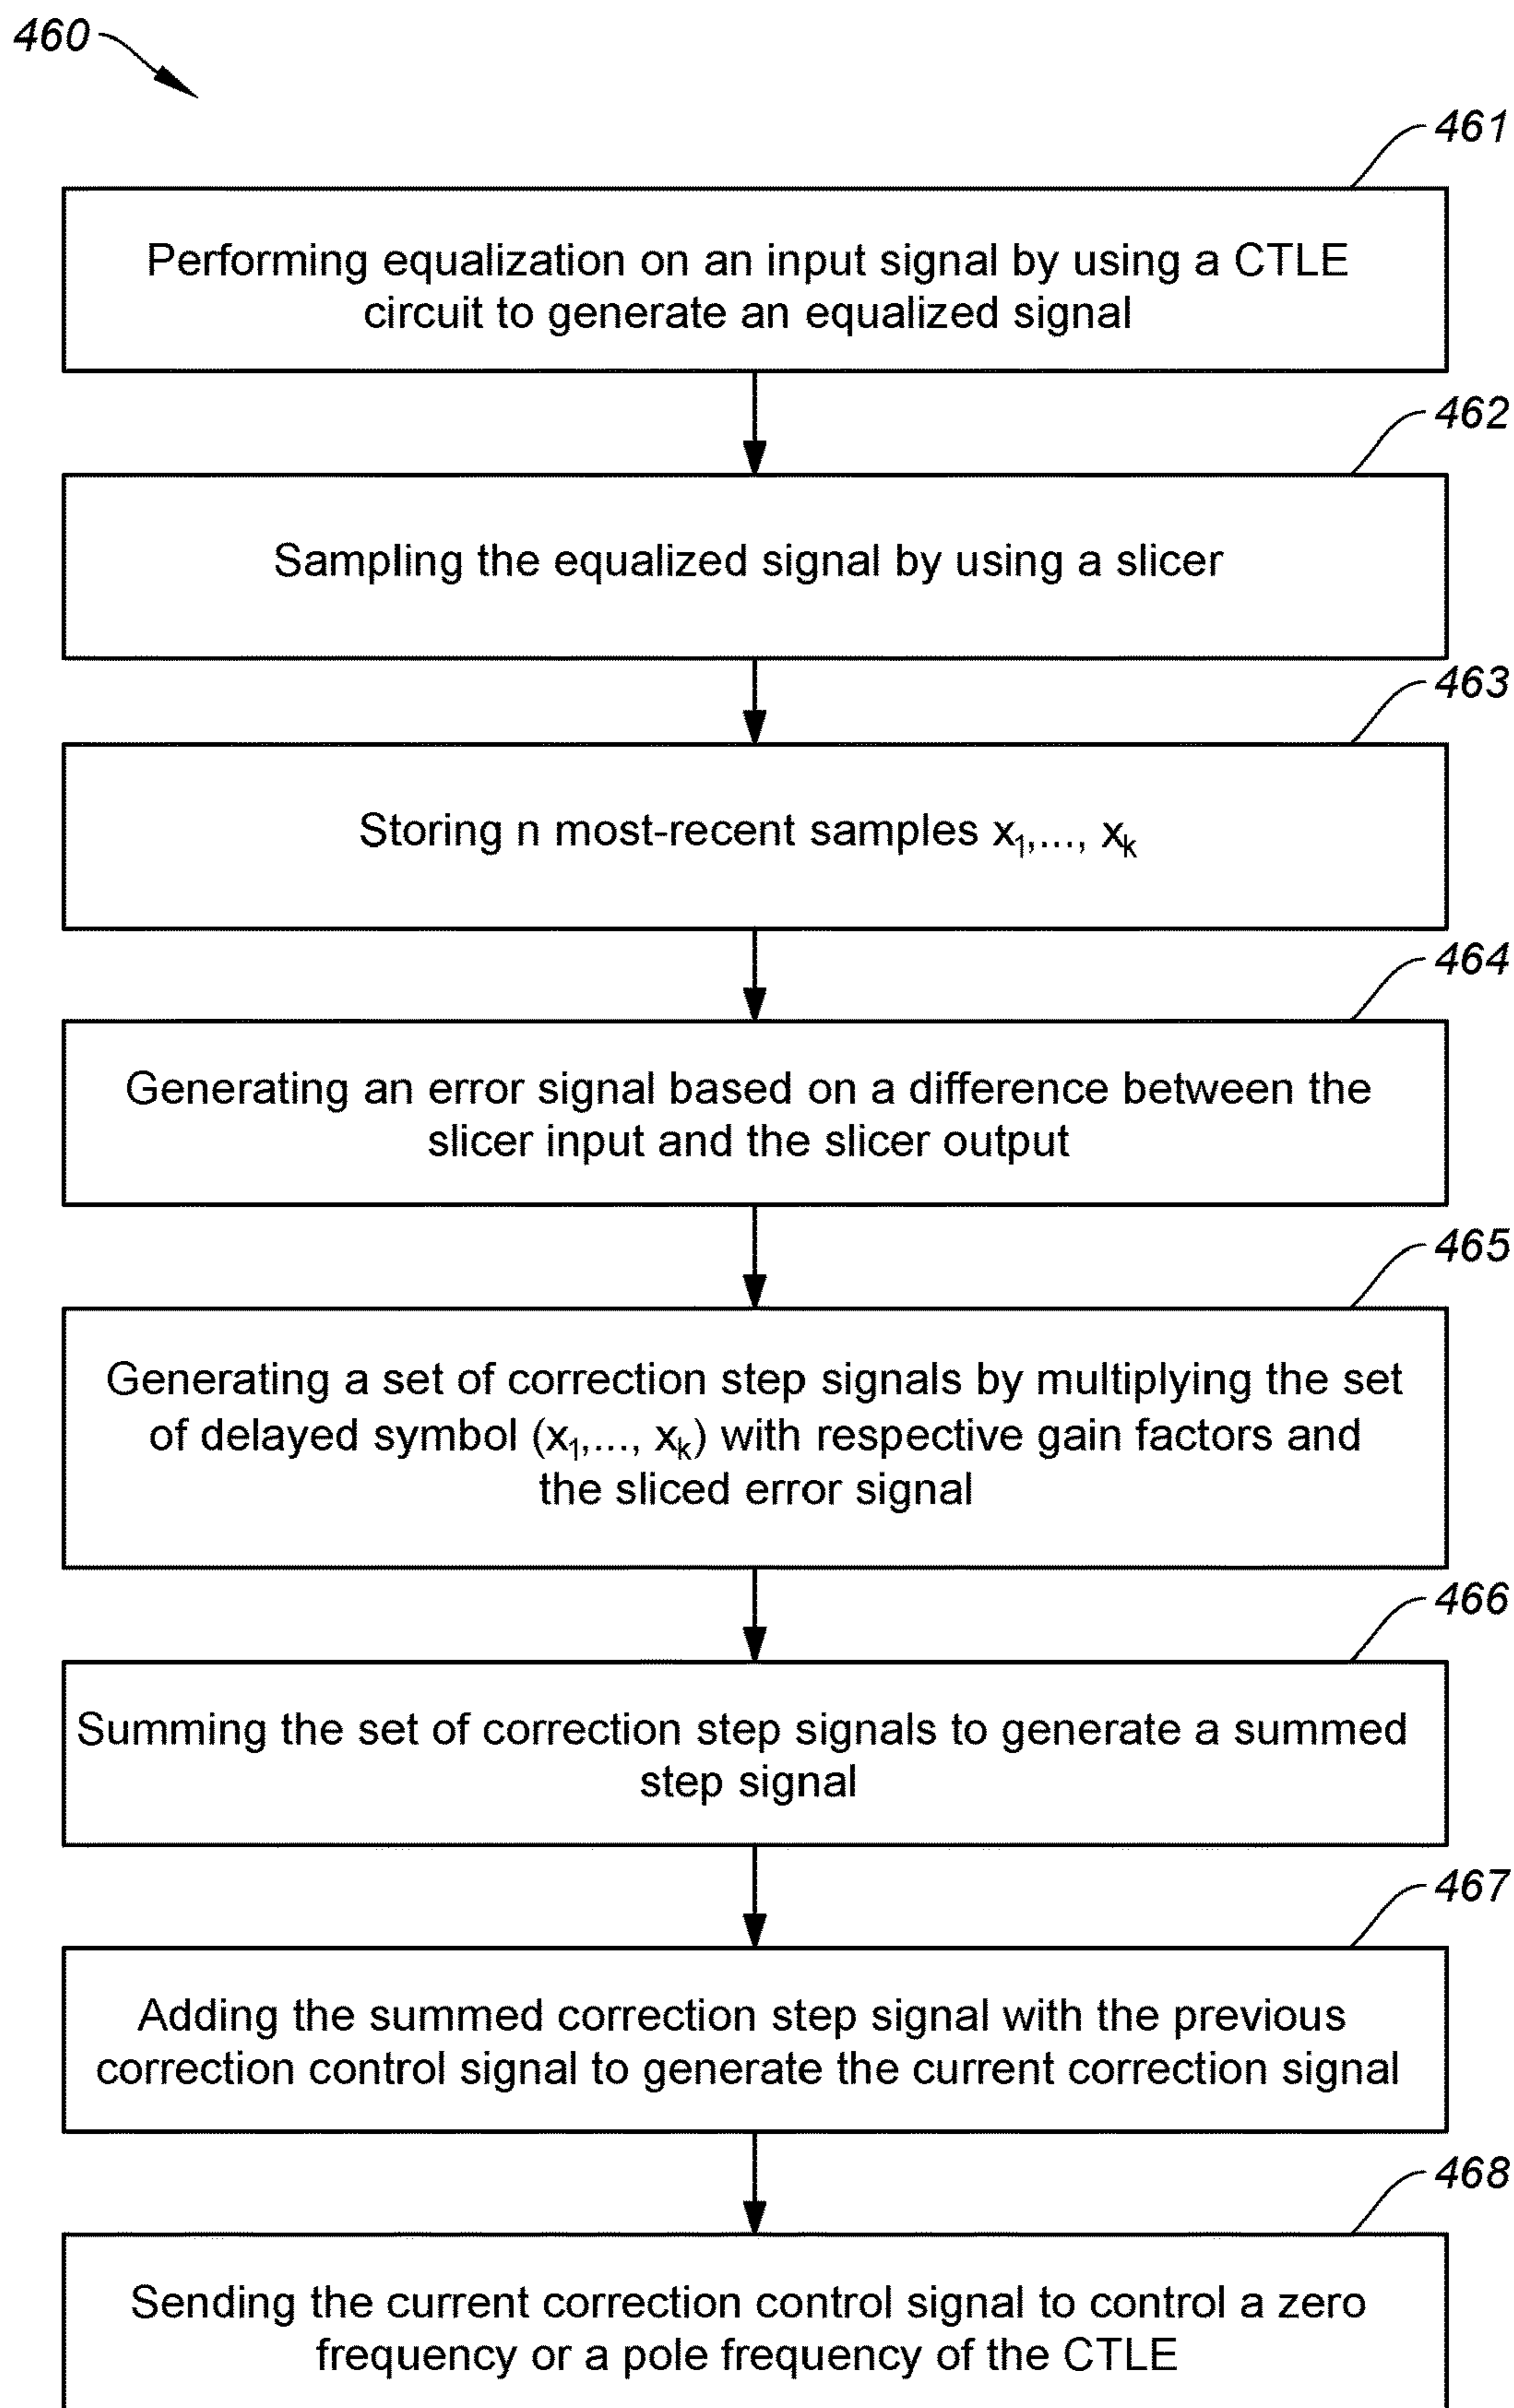 460
461
Performing equalization on an input signal by using a CTLE
circuit to generate an equalized signal
462
Sampling the equalized signal by using a slicer
463
Storing n most-recent samples x₁,..., xₖ
464
Generating an error signal based on a difference between the
slicer input and the slicer output
465
Generating a set of correction step signals by multiplying the set
of delayed symbol (x₁,..., xₖ) with respective gain factors and
the sliced error signal
466
Summing the set of correction step signals to generate a summed
step signal
467
Adding the summed correction step signal with the previous
correction control signal to generate the current correction signal
468
Sending the current correction control signal to control a zero
frequency or a pole frequency of the CTLE